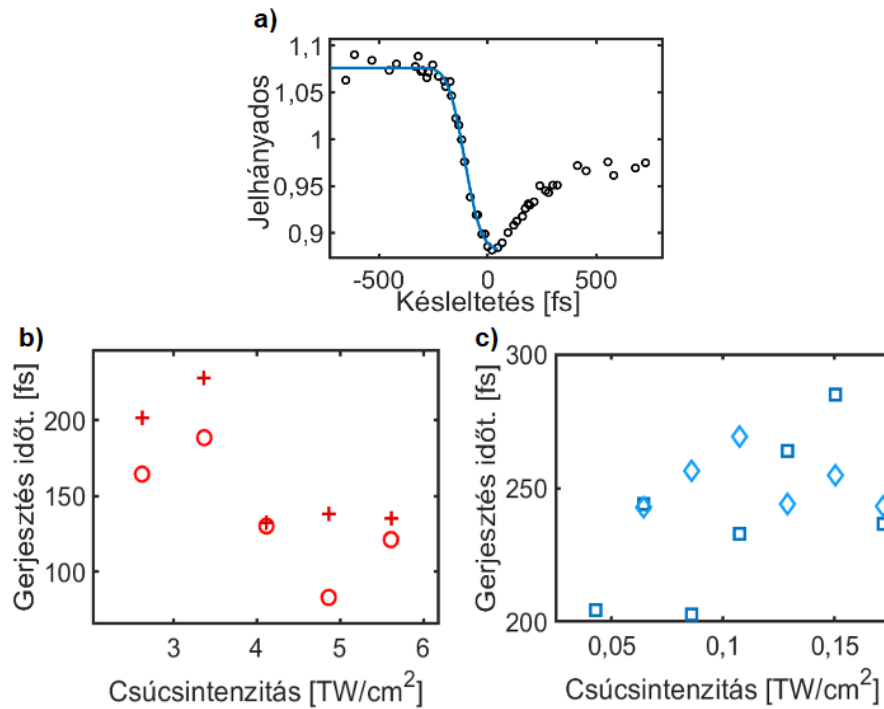 a)
1,1
1,05
1
0,95
0,9
Jelhányados
-500
0
500
Késleltetés [fs]
b)
200
150
100
Gerjesztés időt. [fs]
3
4
5
6
Csúcsintenzitás [TW/cm²]
c)
300
250
200
Gerjesztés időt. [fs]
0,05
0,1
0,15
Csúcsintenzitás [TW/cm²]